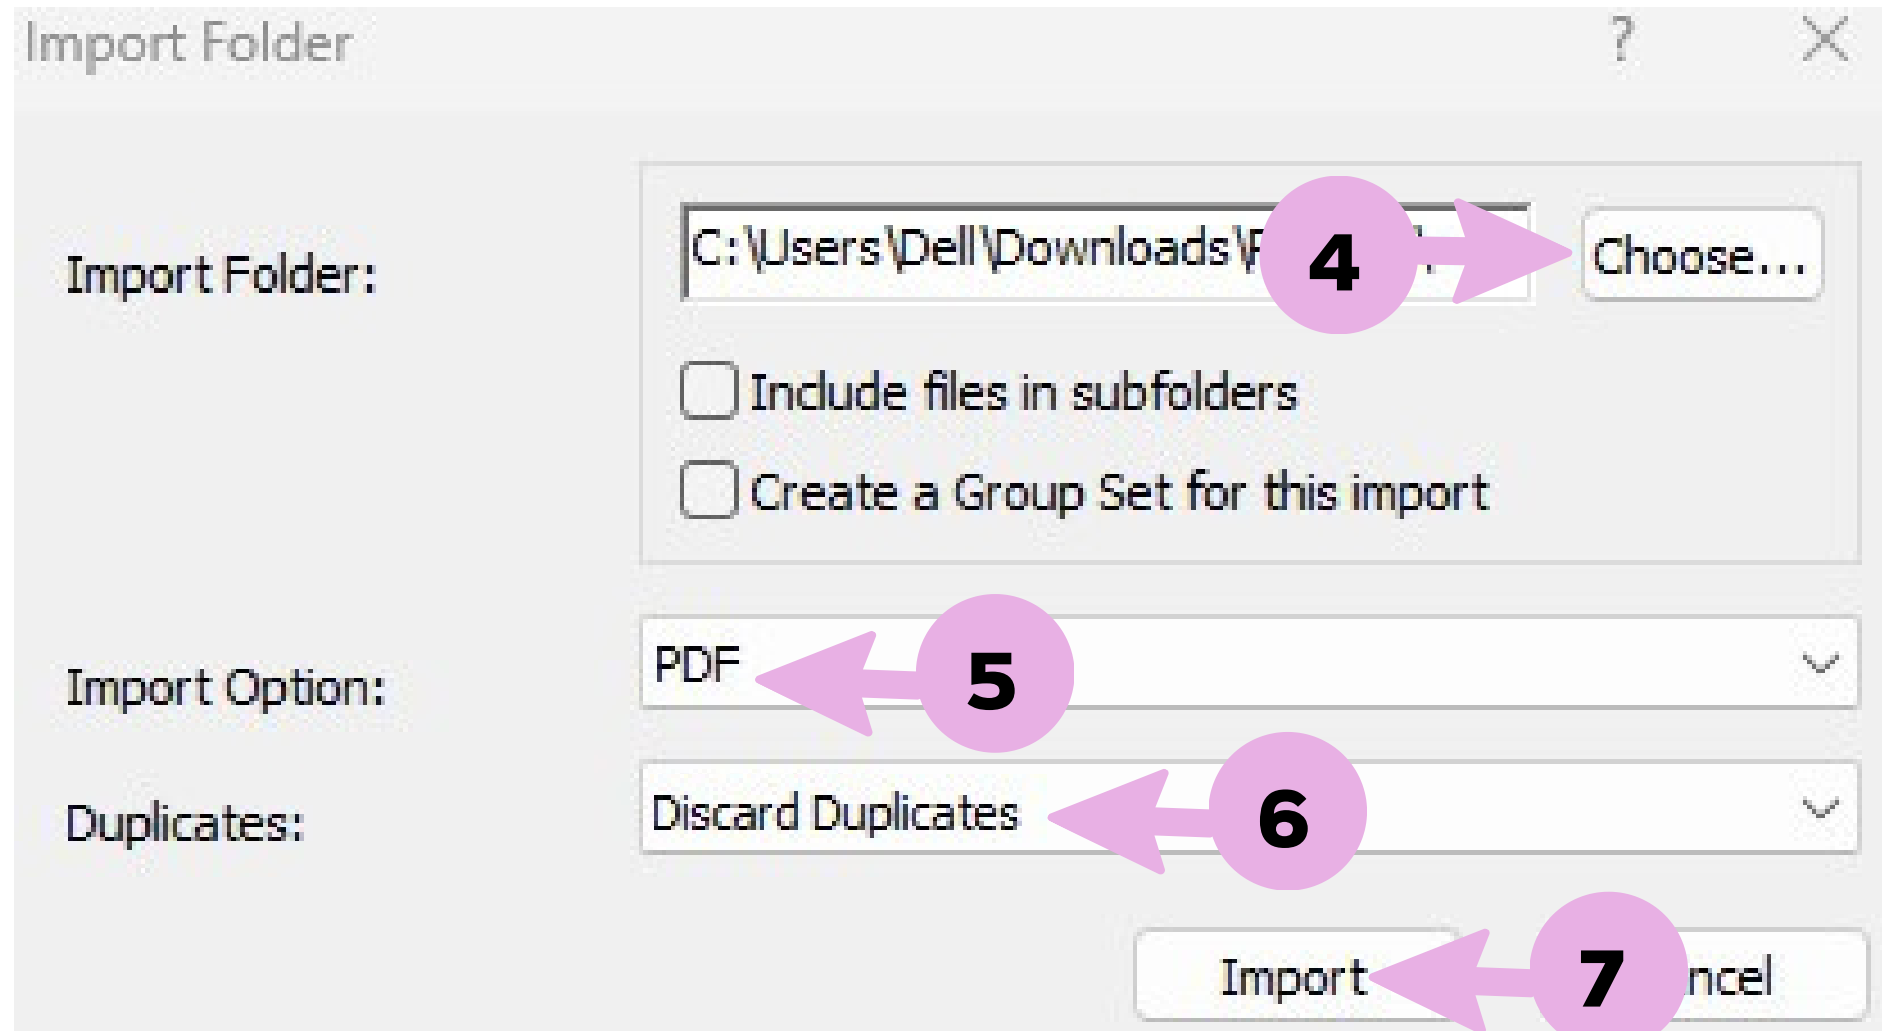 Import Folder ? ×
Import Folder:
C:\Users\Dell\Downloads\ 4 Choose...
Include files in subfolders
Create a Group Set for this import
Import Option:
PDF 5
Duplicates:
Discard Duplicates 6
Import 7